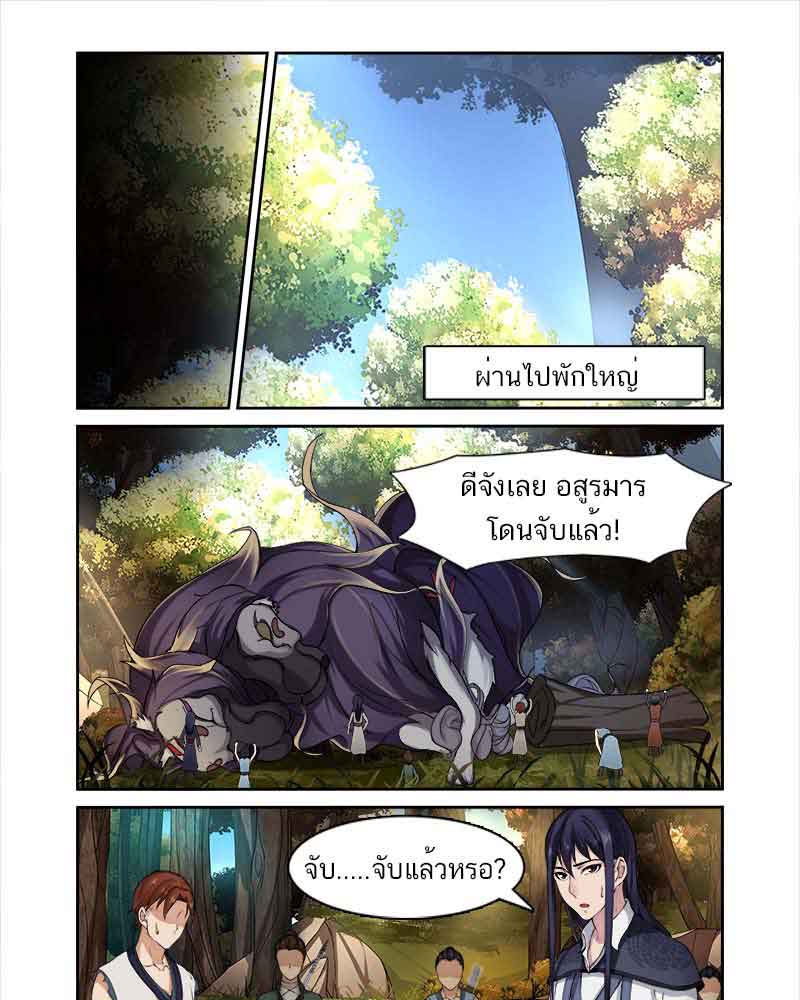 ผ่านไปพักใหญ่
ดีจังเลย อสูรมาร
โดนจับแล้ว!
จับ.....จับแล้วหรอ?